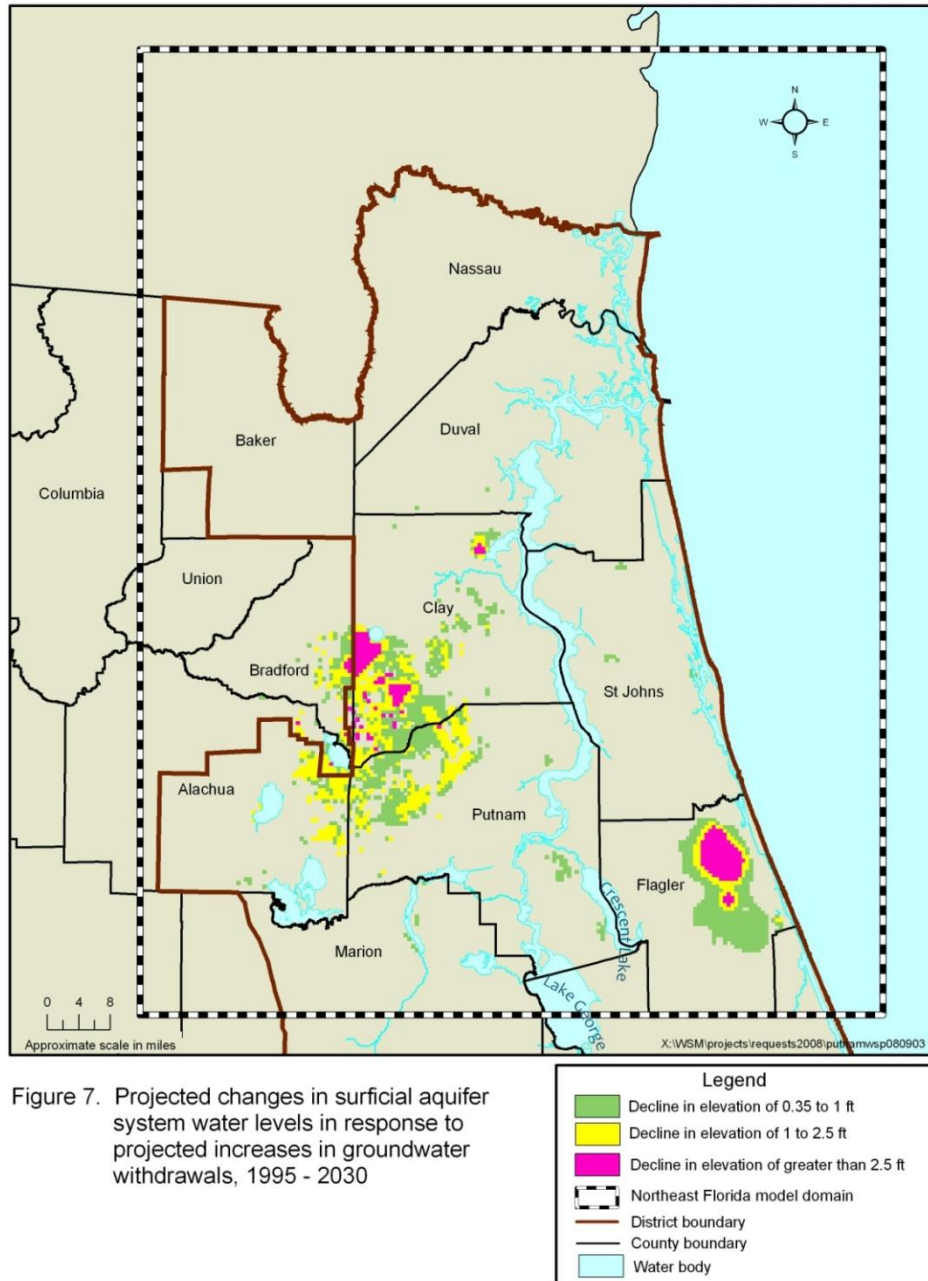 N
W
E
S
Nassau
Duval
Baker
Columbia
Union
Clay
Bradford
St Johns
Alachua
Putnam
Flagler
Crescent Lake
Marion
Lake George
0 4 8
Approximate scale in miles
X:\WSM\projects\requests2008\putnamwsp080903
Figure 7. Projected changes in surficial aquifer
system water levels in response to
projected increases in groundwater
withdrawals, 1995 - 2030
Legend
Decline in elevation of 0.35 to 1 ft
Decline in elevation of 1 to 2.5 ft
Decline in elevation of greater than 2.5 ft
Northeast Florida model domain
District boundary
County boundary
Water body